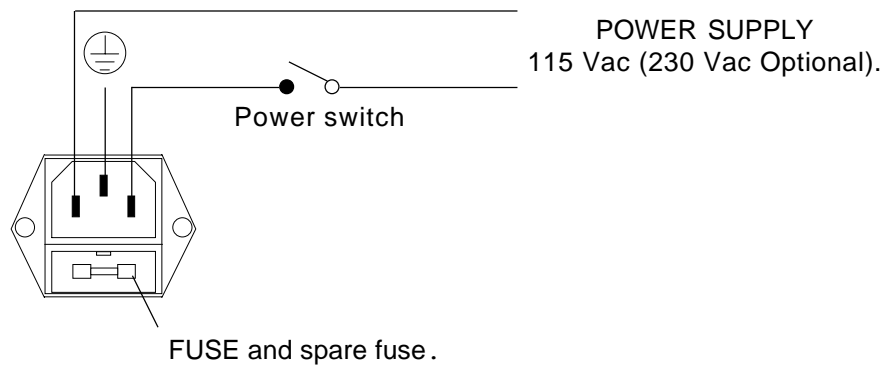 POWER SUPPLY
115 Vac (230 Vac Optional).
Power switch
FUSE and spare fuse.